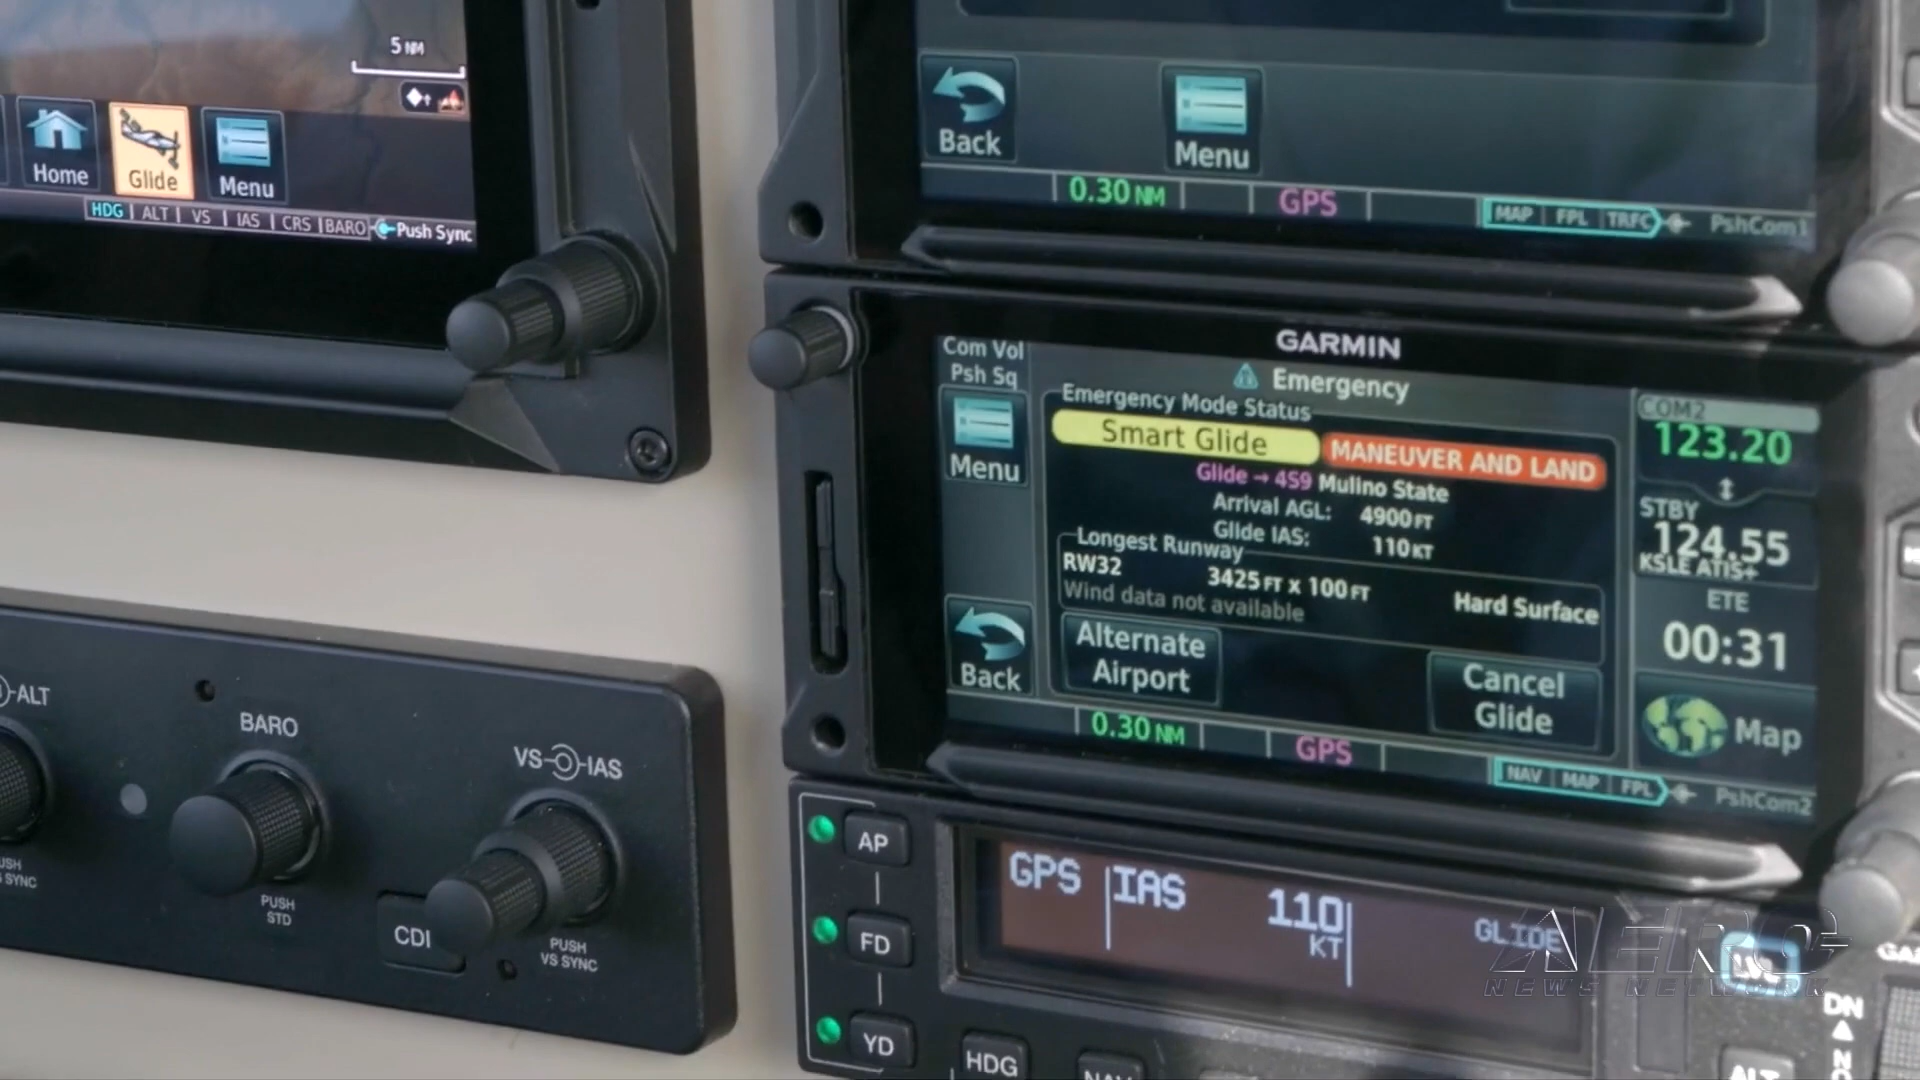 5 NM
Home
Glide
Menu
HDG | ALT | VS | IAS | CRS | BARO Push Sync
Back
Menu
0.30 NM
GPS
MAP FPL TRFC PshCom1
GARMIN
Com Vol
Psh Sq
Menu
Back
Emergency
Emergency Mode Status
Smart Glide
MANEUVER AND LAND
Glide → 4S9 Mulino State
Arrival AGL: 4900 FT
Glide IAS: 110 KT
Longest Runway
RW32 3425 FT x 100 FT Hard Surface
Wind data not available
Alternate
Airport
Cancel
Glide
COM2
123.20
STBY
124.55
KSLE ATIS+
ETE
00:31
Map
0.30 NM
GPS
NAV MAP FPL PshCom2
-ALT
BARO
PUSH
STD
VS-IAS
CDI
PUSH
VS SYNC
SYNC
AP
FD
YD
HDG
GPS IAS 110 KT GLIDE
LVL
DN
ALT
AERO
NEWS NETWORK